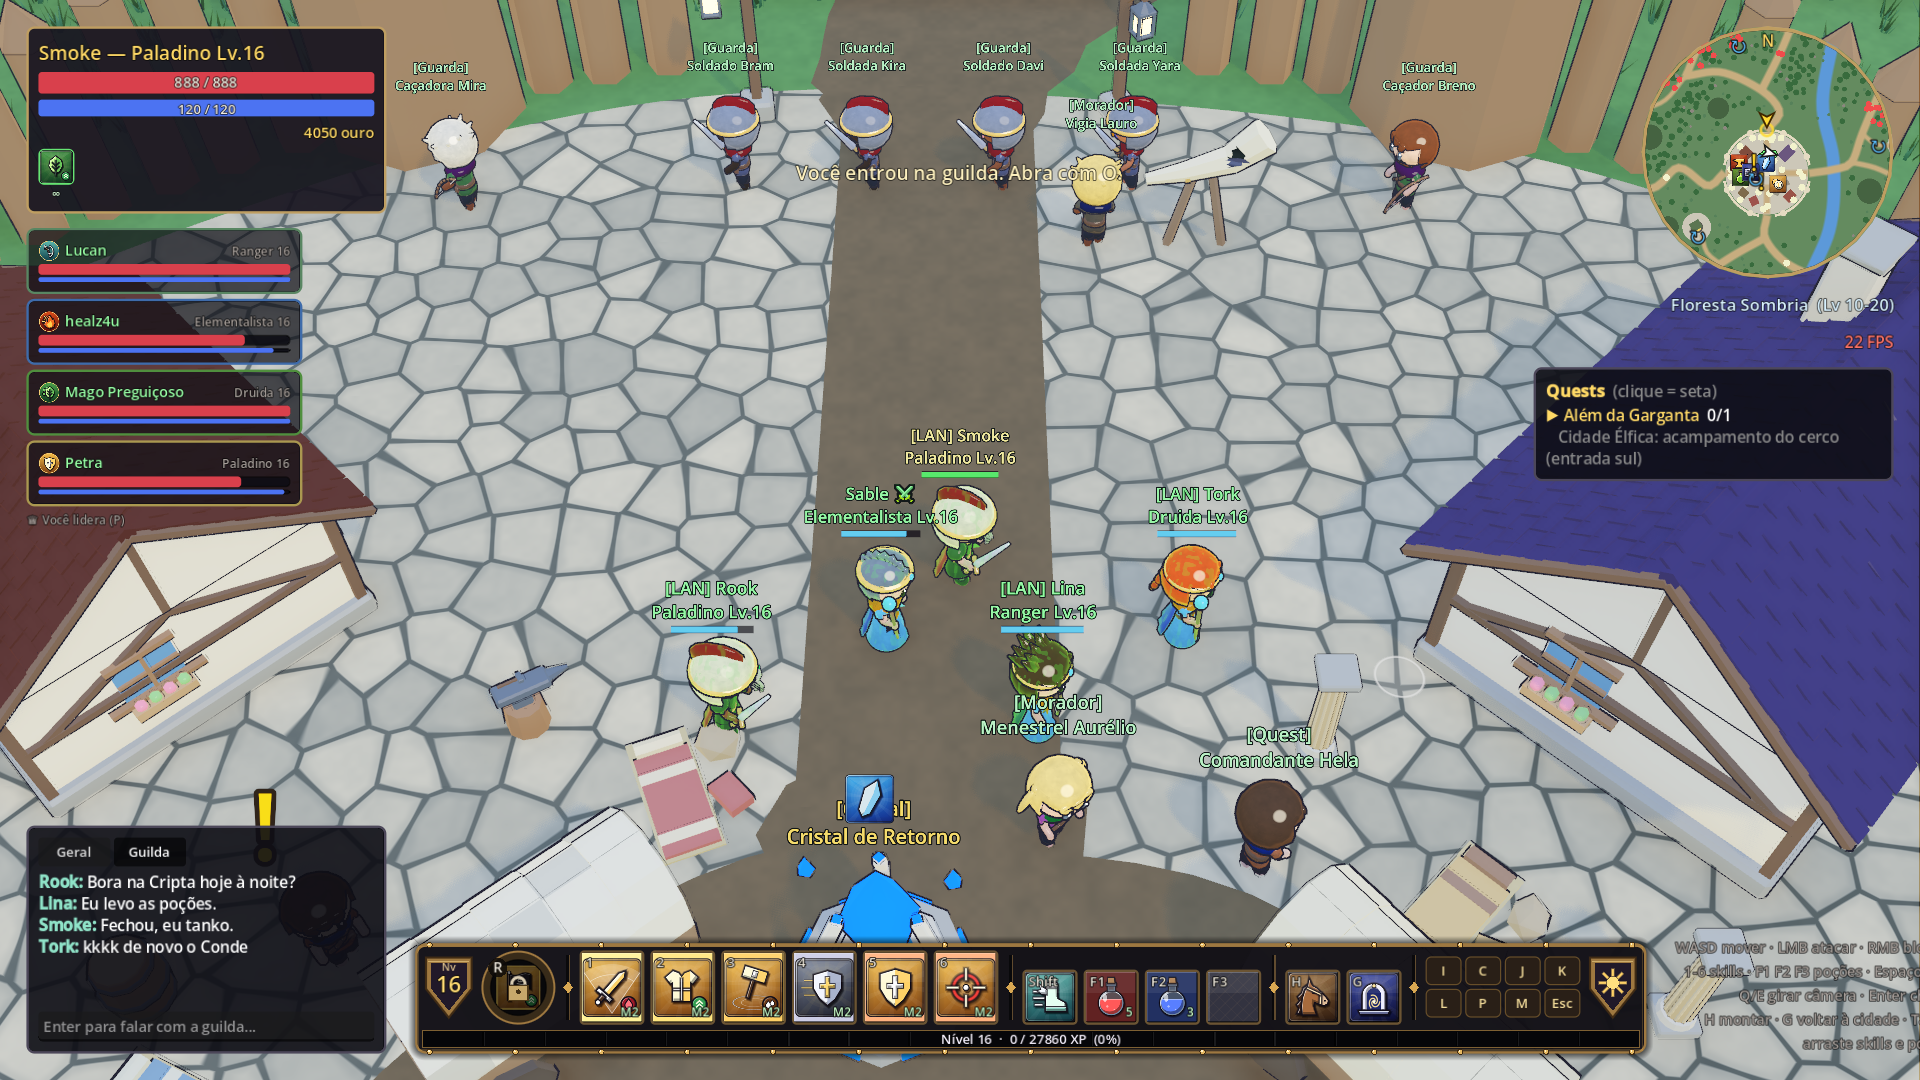 Smoke — Paladino Lv.16
888 / 888
120 / 120
4050 ouro
∞
Lucan
Ranger 16
healz4u
Elementalista 16
Mago Preguiçoso
Druida 16
Petra
Paladino 16
Você lidera (P)
[Guarda]
Caçadora Mira
[Guarda]
Soldado Bram
[Guarda]
Soldada Kira
[Guarda]
Soldado Davi
[Guarda]
Soldada Yara
[Morador]
Vigia Lauro
[Guarda]
Caçador Breno
Você entrou na guilda. Abra com O.
N
Floresta Sombria (Lv 10-20)
22 FPS
Quests (clique = seta)
▶ Além da Garganta 0/1
Cidade Élfica: acampamento do cerco
(entrada sul)
[LAN] Smoke
Paladino Lv.16
Sable
Elementalista Lv.16
[LAN] Tork
Druida Lv.16
[LAN] Rook
Paladino Lv.16
[LAN] Lina
Ranger Lv.16
[Morador]
Menestrel Aurélio
[Quest]
Comandante Hela
Cristal de Retorno
Geral
Guilda
Rook: Bora na Cripta hoje à noite?
Lina: Eu levo as poções.
Smoke: Fechou, eu tanko.
Tork: kkkk de novo o Conde
Enter para falar com a guilda...
Nv
16
R
1
M2
2
M2
3
M2
4
M2
5
M2
6
M2
Shift
F1
5
F2
3
F3
H
G
I
C
J
K
L
P
M
Esc
Nível 16 · 0 / 27860 XP (0%)
WASD mover · LMB atacar · RMB
1-6 skills · F1 F2 F3 poções ·
Q/E girar câmera · Enter
H montar · G voltar à cidade ·
arraste skills e